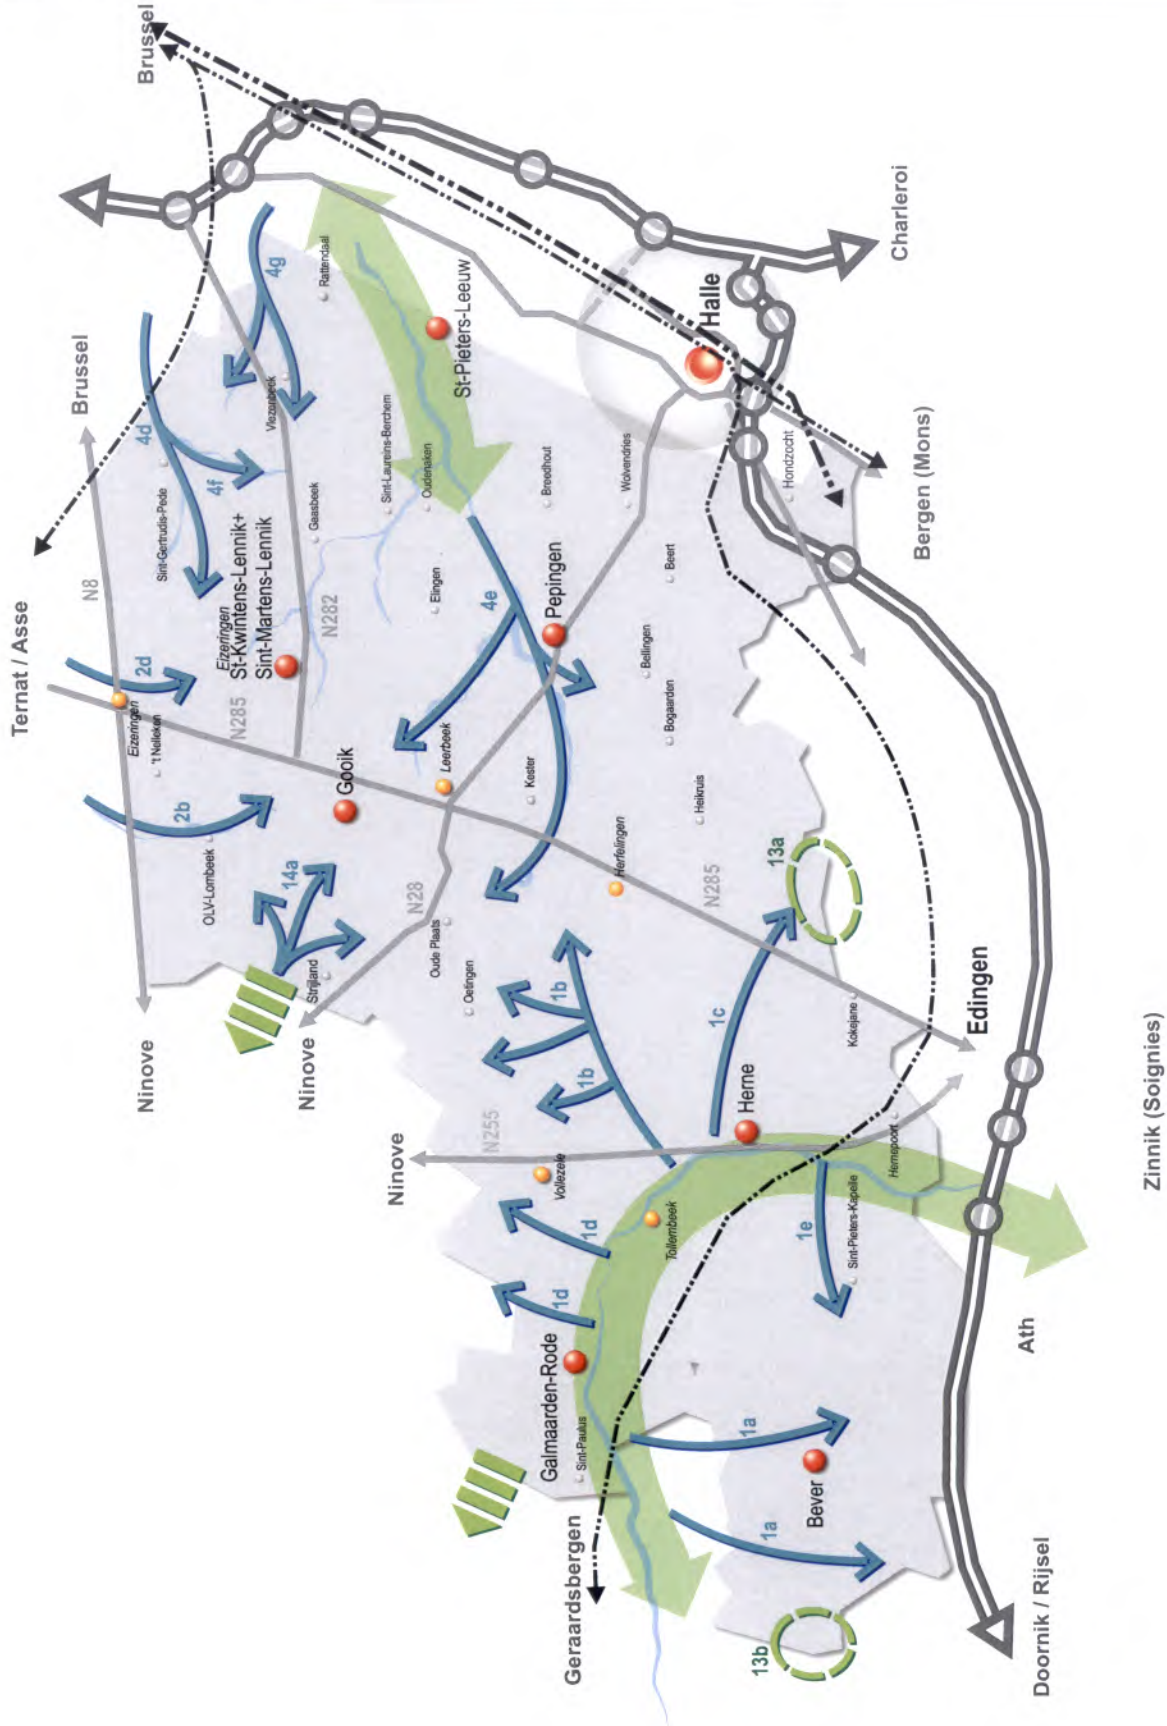 Brussel
Charleroi
Brussel
Ternat / Asse
N8
4d
4g
Rattendaal
St-Pieters-Leeuw
Halle
Sint-Gertrudis-Pede
4f
Vlezenbeek
Sint-Laureins-Berchem
Oudenaken
Breedhout
Wolvendries
Hondzocht
Bergen (Mons)
Gaasbeek
Eizeringen
St-Kwintens-Lennik+
Sint-Martens-Lennik
N282
Elingen
4e
Pepingen
Beert
Bellingen
Bogaarden
2d
Eizeringen
't Nelleken
N285
Gooik
Leerbeek
Kester
Heikruis
2b
OLV-Lombeek
14a
N28
Herfelingen
N285
13a
Strijland
Oude Plaats
Oetingen
1b
1b
1c
Kokejane
Edingen
Ninove
Ninove
Ninove
N255
Herne
Hernepoort
Vollezele
Tollembeek
1d
1d
1e
Sint-Pieters-Kapelle
Zinnik (Soignies)
Galmaarden-Rode
Sint-Paulus
Ath
1a
Bever
1a
Geraardsbergen
13b
Doornik / Rijsel